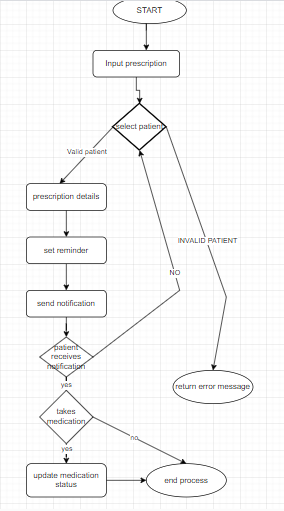 START
Input prescription
select patient
Valid patient
prescription details
INVALID PATIENT
set reminder
NO
send notification
patient
receives
notification
yes
return error message
takes
medication
no
yes
update medication
status
end process